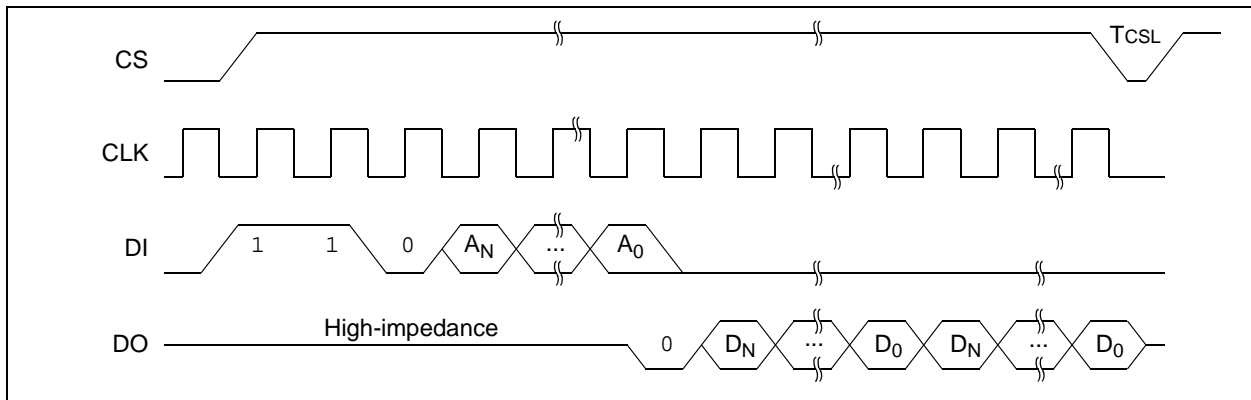 CS TCSL
CLK
DI 1 1 0 AN ... A0
High-impedance
DO 0 DN ... D0 DN ... D0